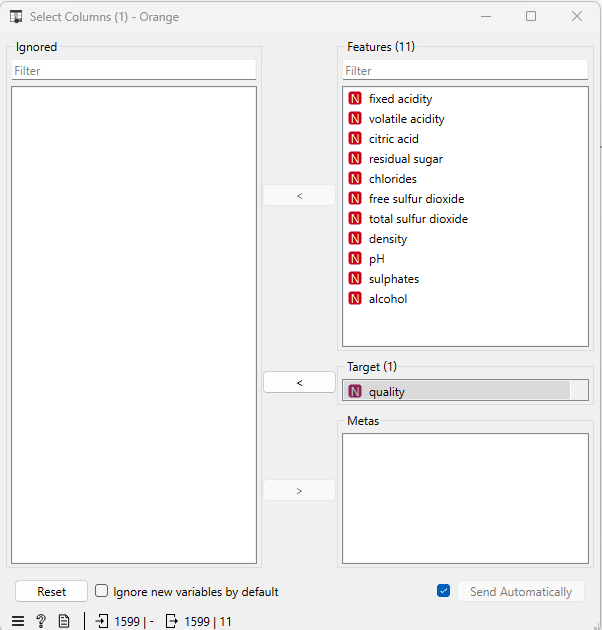 Select Columns (1) - Orange
Ignored
Filter
<
<
>
Features (11)
Filter
N fixed acidity
N volatile acidity
N citric acid
N residual sugar
N chlorides
N free sulfur dioxide
N total sulfur dioxide
N density
N pH
N sulphates
N alcohol
Target (1)
N quality
Metas
Reset
Ignore new variables by default
Send Automatically
? 1599 | - 1599 | 11